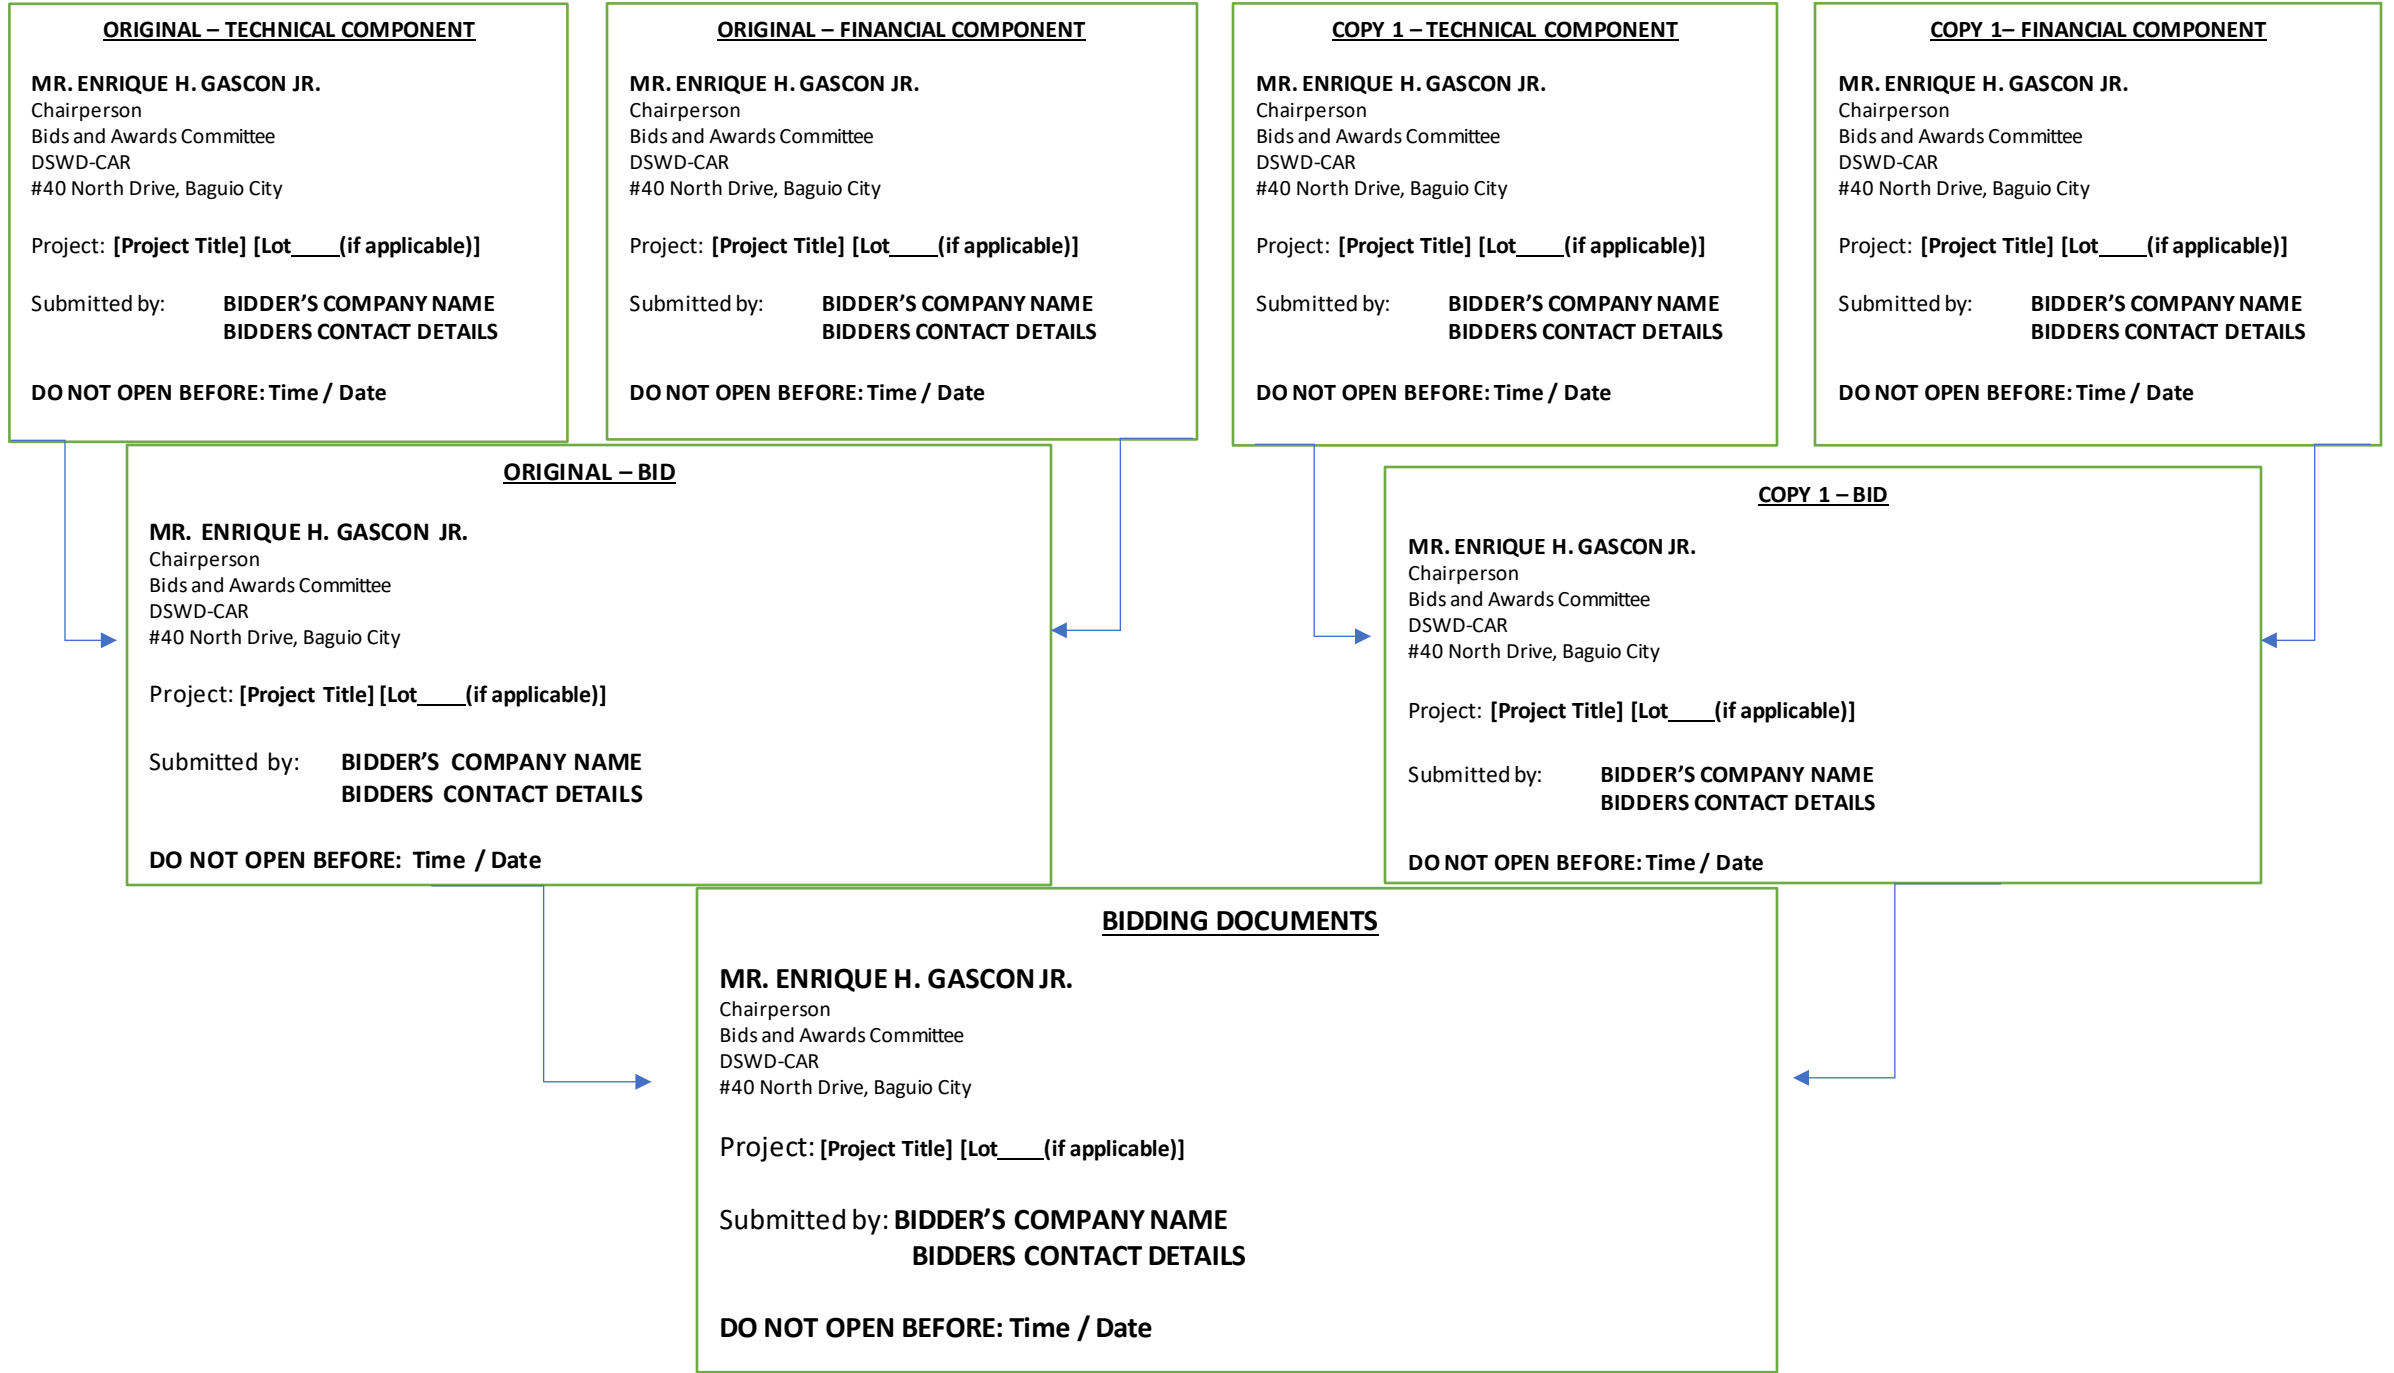 ORIGINAL – TECHNICAL COMPONENT
MR. ENRIQUE H. GASCON JR.
Chairperson
Bids and Awards Committee
DSWD-CAR
#40 North Drive, Baguio City
Project: [Project Title] [Lot____(if applicable)]
Submitted by: BIDDER’S COMPANY NAME
BIDDERS CONTACT DETAILS
DO NOT OPEN BEFORE: Time / Date
ORIGINAL – FINANCIAL COMPONENT
MR. ENRIQUE H. GASCON JR.
Chairperson
Bids and Awards Committee
DSWD-CAR
#40 North Drive, Baguio City
Project: [Project Title] [Lot____(if applicable)]
Submitted by: BIDDER’S COMPANY NAME
BIDDERS CONTACT DETAILS
DO NOT OPEN BEFORE: Time / Date
COPY 1 – TECHNICAL COMPONENT
MR. ENRIQUE H. GASCON JR.
Chairperson
Bids and Awards Committee
DSWD-CAR
#40 North Drive, Baguio City
Project: [Project Title] [Lot____(if applicable)]
Submitted by: BIDDER’S COMPANY NAME
BIDDERS CONTACT DETAILS
DO NOT OPEN BEFORE: Time / Date
COPY 1– FINANCIAL COMPONENT
MR. ENRIQUE H. GASCON JR.
Chairperson
Bids and Awards Committee
DSWD-CAR
#40 North Drive, Baguio City
Project: [Project Title] [Lot____(if applicable)]
Submitted by: BIDDER’S COMPANY NAME
BIDDERS CONTACT DETAILS
DO NOT OPEN BEFORE: Time / Date
ORIGINAL – BID
MR. ENRIQUE H. GASCON JR.
Chairperson
Bids and Awards Committee
DSWD-CAR
#40 North Drive, Baguio City
Project: [Project Title] [Lot____(if applicable)]
Submitted by: BIDDER’S COMPANY NAME
BIDDERS CONTACT DETAILS
DO NOT OPEN BEFORE: Time / Date
COPY 1 – BID
MR. ENRIQUE H. GASCON JR.
Chairperson
Bids and Awards Committee
DSWD-CAR
#40 North Drive, Baguio City
Project: [Project Title] [Lot____(if applicable)]
Submitted by: BIDDER’S COMPANY NAME
BIDDERS CONTACT DETAILS
DO NOT OPEN BEFORE: Time / Date
BIDDING DOCUMENTS
MR. ENRIQUE H. GASCON JR.
Chairperson
Bids and Awards Committee
DSWD-CAR
#40 North Drive, Baguio City
Project: [Project Title] [Lot____(if applicable)]
Submitted by: BIDDER’S COMPANY NAME
BIDDERS CONTACT DETAILS
DO NOT OPEN BEFORE: Time / Date